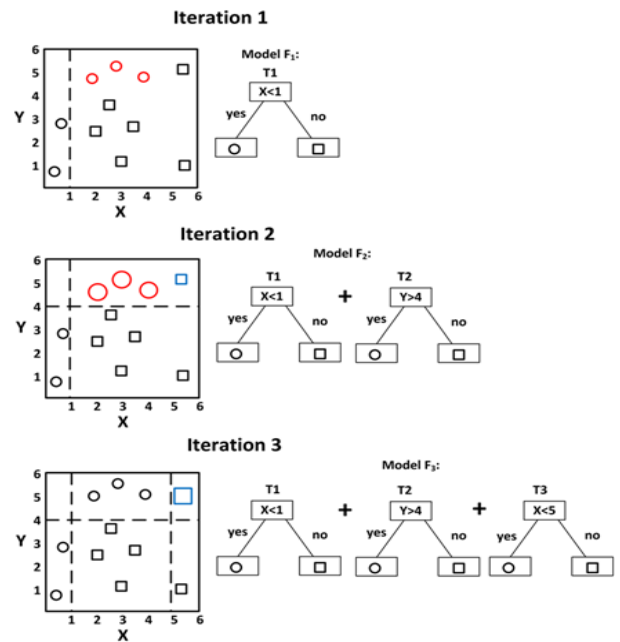 Iteration 1
Model F₁:
T1
X<1
yes
no
6
5
4
3
2
1
Y
1 2 3 4 5 6
X
Iteration 2
Model F₂:
T1
X<1
yes
no
+
T2
Y>4
yes
no
6
5
4
3
2
1
Y
1 2 3 4 5 6
X
Iteration 3
Model F₃:
T1
X<1
yes
no
+
T2
Y>4
yes
no
+
T3
X<5
yes
no
6
5
4
3
2
1
Y
1 2 3 4 5 6
X